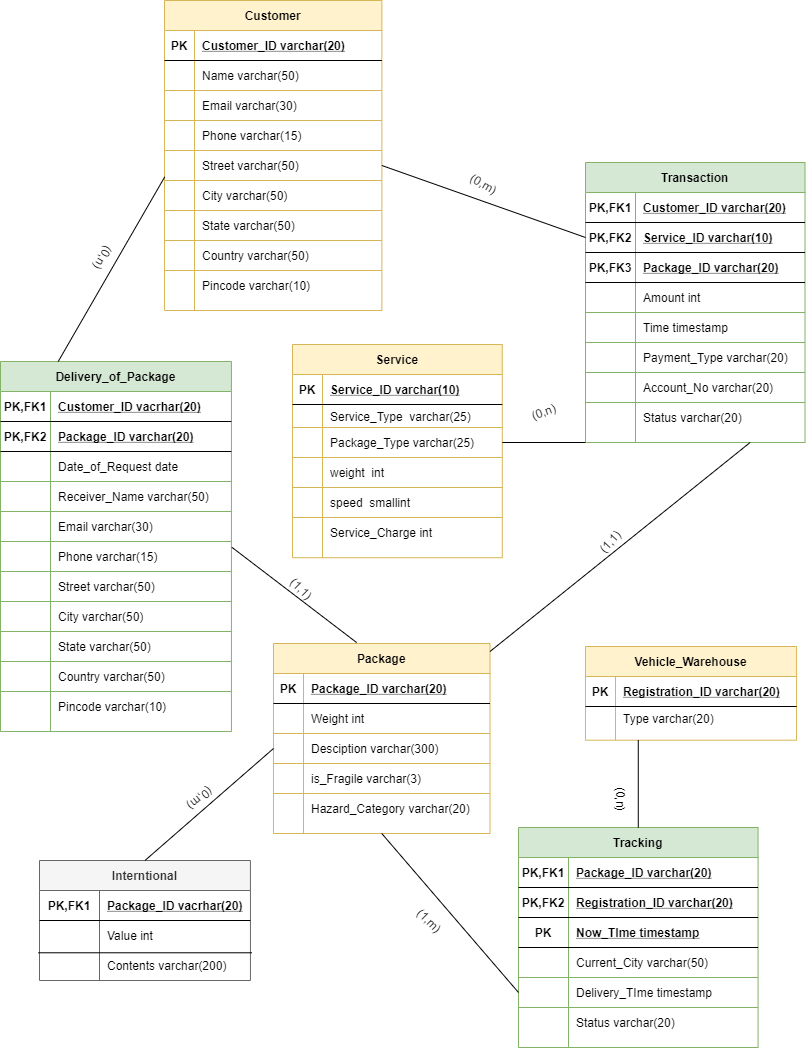 Customer
PK Customer_ID varchar(20)
Name varchar(50)
Email varchar(30)
Phone varchar(15)
Street varchar(50)
City varchar(50)
State varchar(50)
Country varchar(50)
Pincode varchar(10)
(0,m)
(0,n)
Transaction
PK,FK1 Customer_ID varchar(20)
PK,FK2 Service_ID varchar(10)
PK,FK3 Package_ID varchar(20)
Amount int
Time timestamp
Payment_Type varchar(20)
Account_No varchar(20)
Status varchar(20)
Service
PK Service_ID varchar(10)
Service_Type varchar(25)
Package_Type varchar(25)
weight int
speed smallint
Service_Charge int
(0,n)
Delivery_of_Package
PK,FK1 Customer_ID vacrhar(20)
PK,FK2 Package_ID varchar(20)
Date_of_Request date
Receiver_Name varchar(50)
Email varchar(30)
Phone varchar(15)
Street varchar(50)
City varchar(50)
State varchar(50)
Country varchar(50)
Pincode varchar(10)
(1,1)
(1,1)
Package
PK Package_ID varchar(20)
Weight int
Desciption varchar(300)
is_Fragile varchar(3)
Hazard_Category varchar(20)
Vehicle_Warehouse
PK Registration_ID varchar(20)
Type varchar(20)
(0,m)
(0,n)
(1,m)
Interntional
PK,FK1 Package_ID vacrhar(20)
Value int
Contents varchar(200)
Tracking
PK,FK1 Package_ID varchar(20)
PK,FK2 Registration_ID varchar(20)
PK Now_TIme timestamp
Current_City varchar(50)
Delivery_TIme timestamp
Status varchar(20)